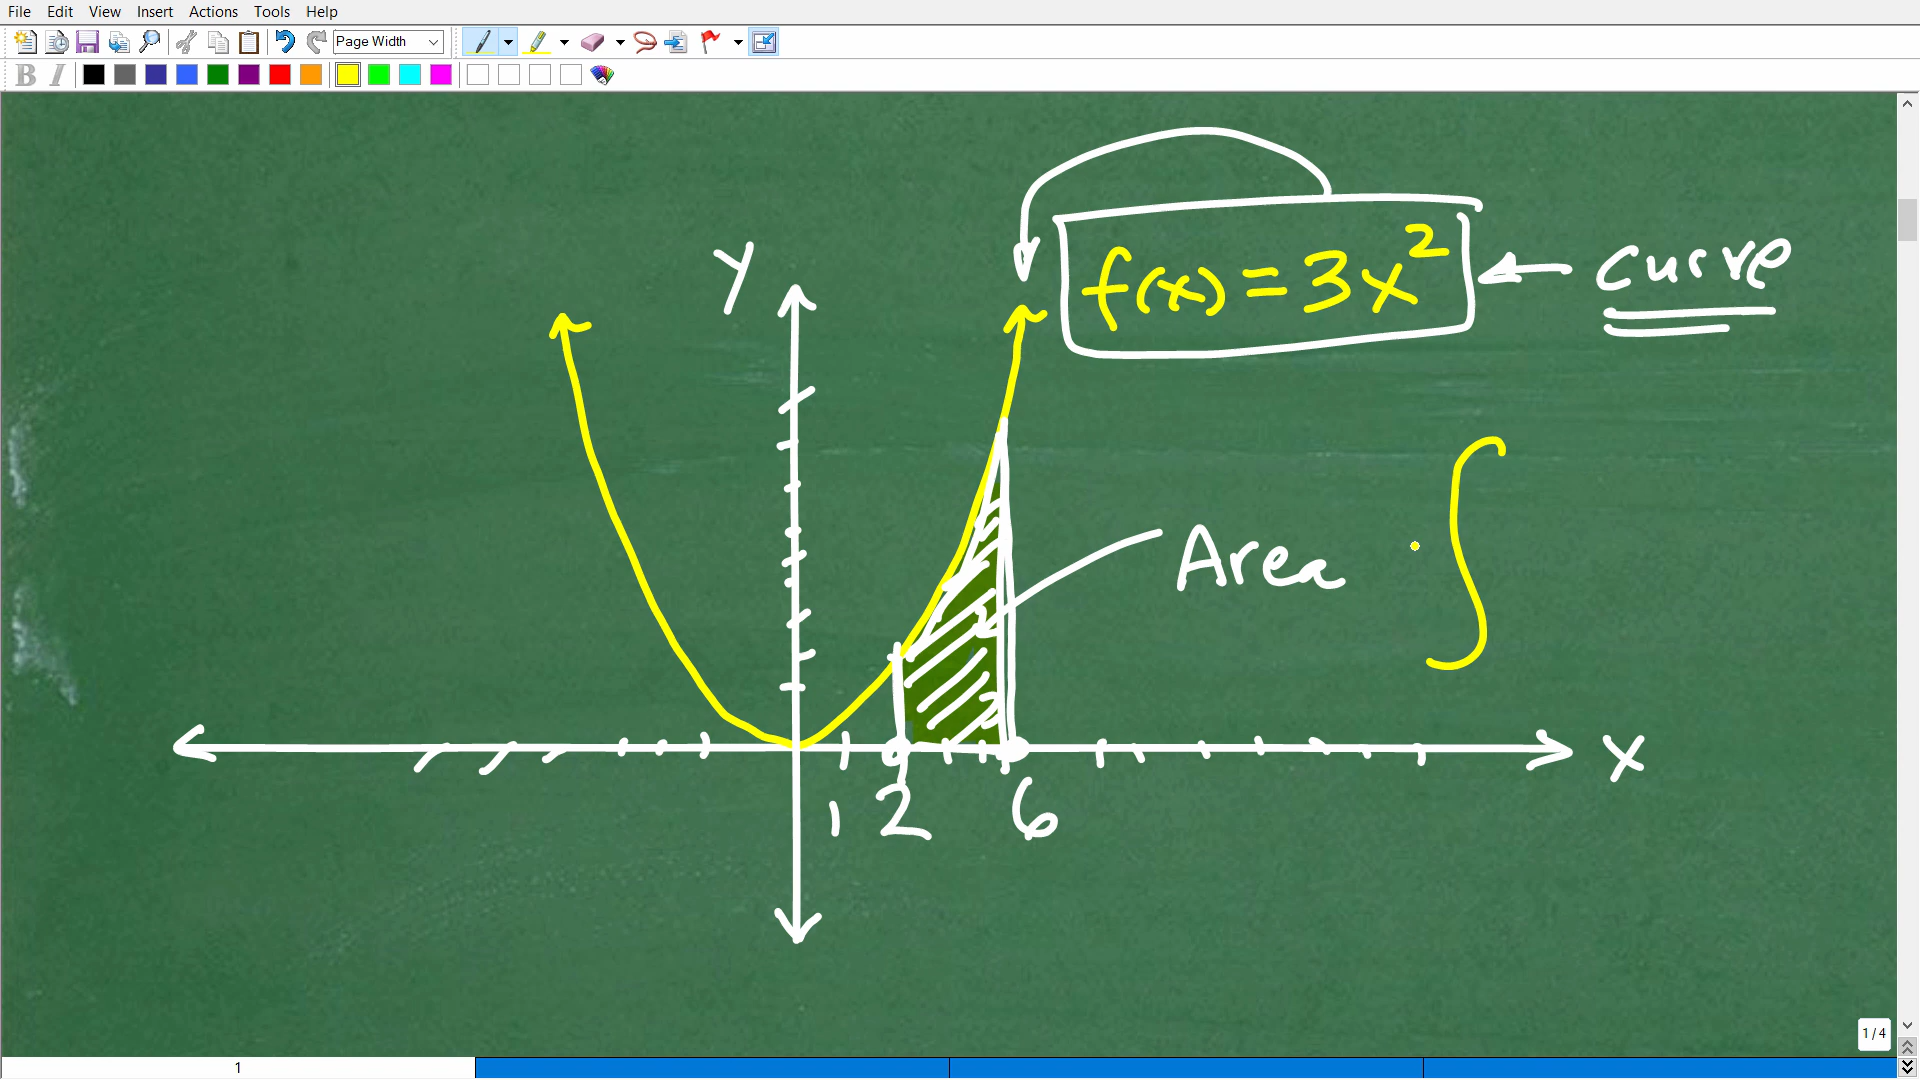 File Edit View Insert Actions Tools Help
Page Width
B I
y
f(x) = 3x² curve
Area ∫
x
1 2 6
1 / 4
1